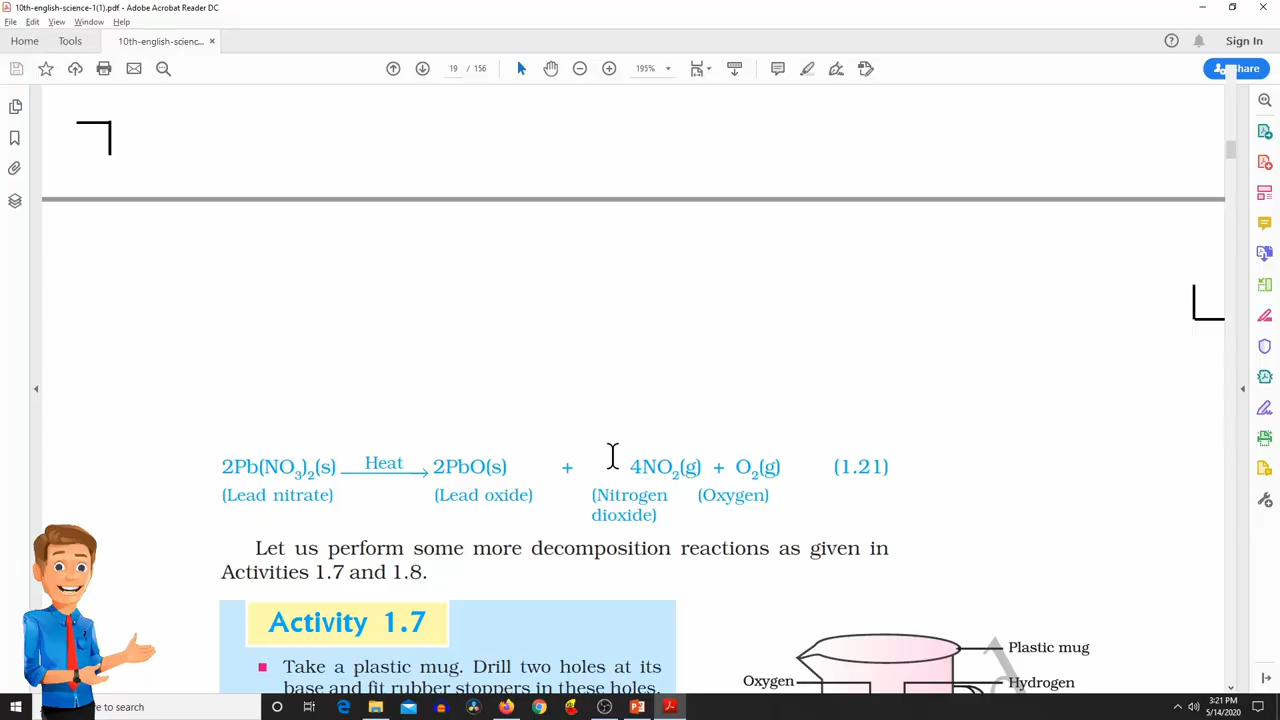 10th-english-science-1(1).pdf - Adobe Acrobat Reader DC
File Edit View Window Help
Home Tools 10th-english-scienc... × Sign In
19 / 156 195% Share
2Pb(NO₃)₂(s) Heat → 2PbO(s) + 4NO₂(g) + O₂(g) (1.21)
(Lead nitrate) (Lead oxide) (Nitrogen (Oxygen)
dioxide)
Let us perform some more decomposition reactions as given in
Activities 1.7 and 1.8.
Activity 1.7
Take a plastic mug. Drill two holes at its
base and fit rubber stoppers in these holes.
Plastic mug
Oxygen
Hydrogen
to search
3:21 PM
5/14/2020